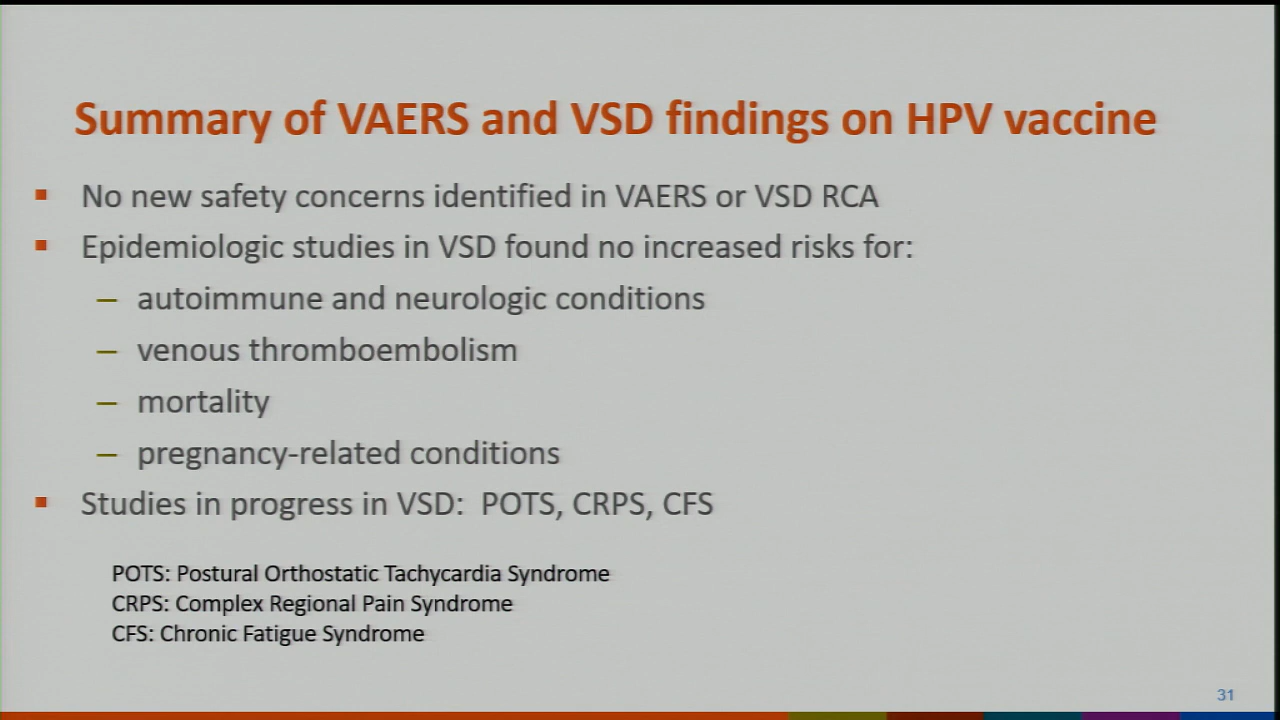 Summary of VAERS and VSD findings on HPV vaccine
▪ No new safety concerns identified in VAERS or VSD RCA
▪ Epidemiologic studies in VSD found no increased risks for:
– autoimmune and neurologic conditions
– venous thromboembolism
– mortality
– pregnancy-related conditions
▪ Studies in progress in VSD: POTS, CRPS, CFS
POTS: Postural Orthostatic Tachycardia Syndrome
CRPS: Complex Regional Pain Syndrome
CFS: Chronic Fatigue Syndrome
31